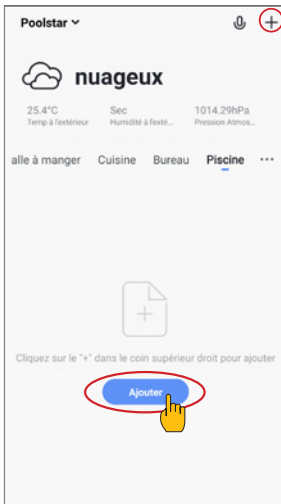 Poolstar
nuageux
25.4°C Sec 1014.29hPa
Temp à l'extérieur Humidité à l'exté... Pression Atmos...
alle à manger Cuisine Bureau Piscine ...
Cliquez sur le "+" dans le coin supérieur droit pour ajouter
Ajouter